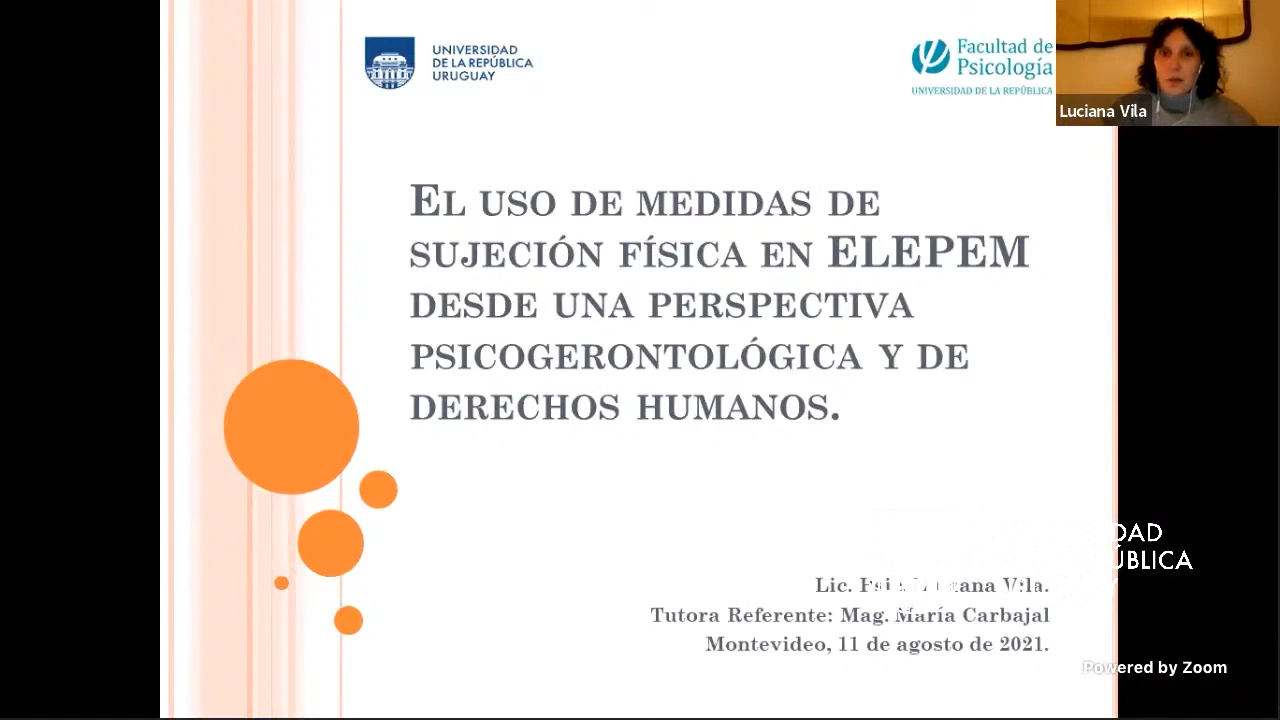 UNIVERSIDAD
DE LA REPÚBLICA
URUGUAY
Facultad de
Psicología
UNIVERSIDAD DE LA REPÚBLICA
Luciana Vila
El uso de medidas de
sujeción física en ELEPEM
desde una perspectiva
psicogerontológica y de
derechos humanos.
Lic. Vila.
Tutora Referente: Mag. María Carbajal
Montevideo, 11 de agosto de 2021.
Powered by Zoom